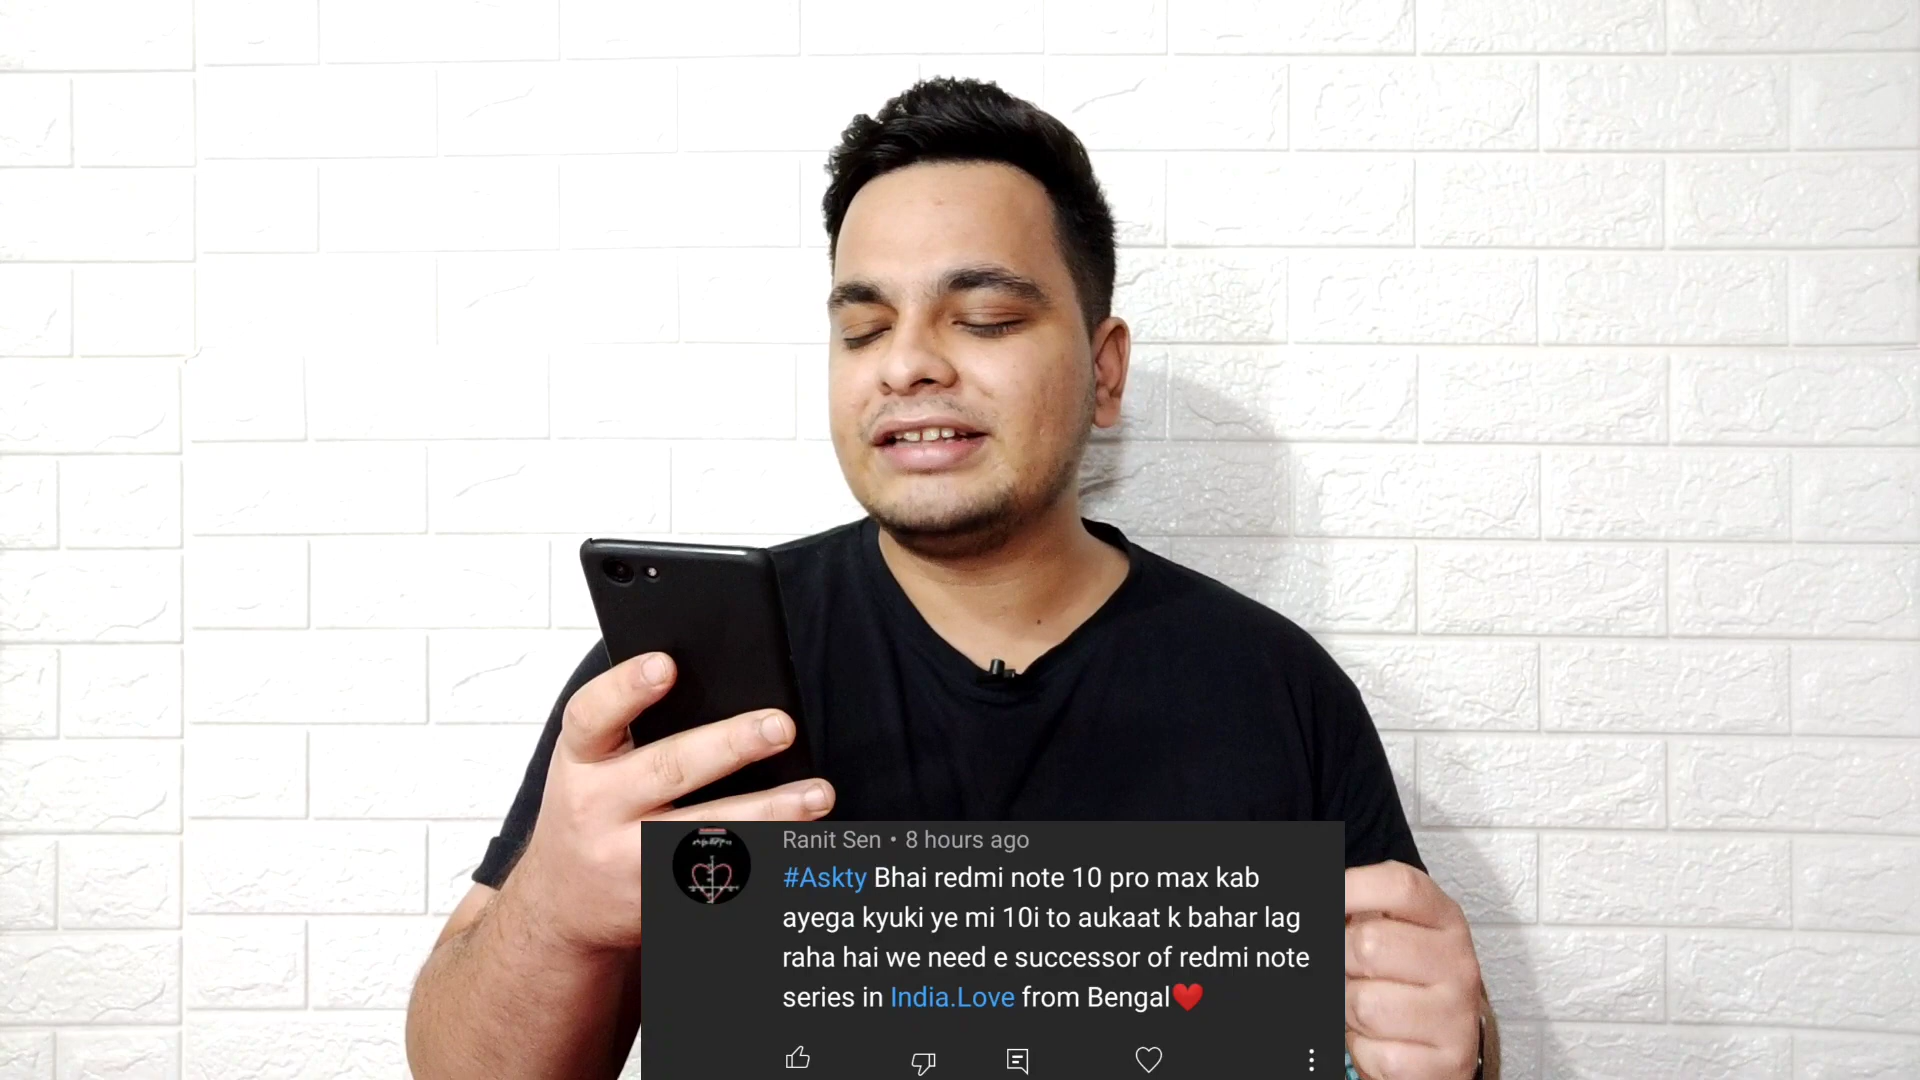 Ranit Sen • 8 hours ago
#Askty Bhai redmi note 10 pro max kab
ayega kyuki ye mi 10i to aukaat k bahar lag
raha hai we need e successor of redmi note
series in India.Love from Bengal❤️